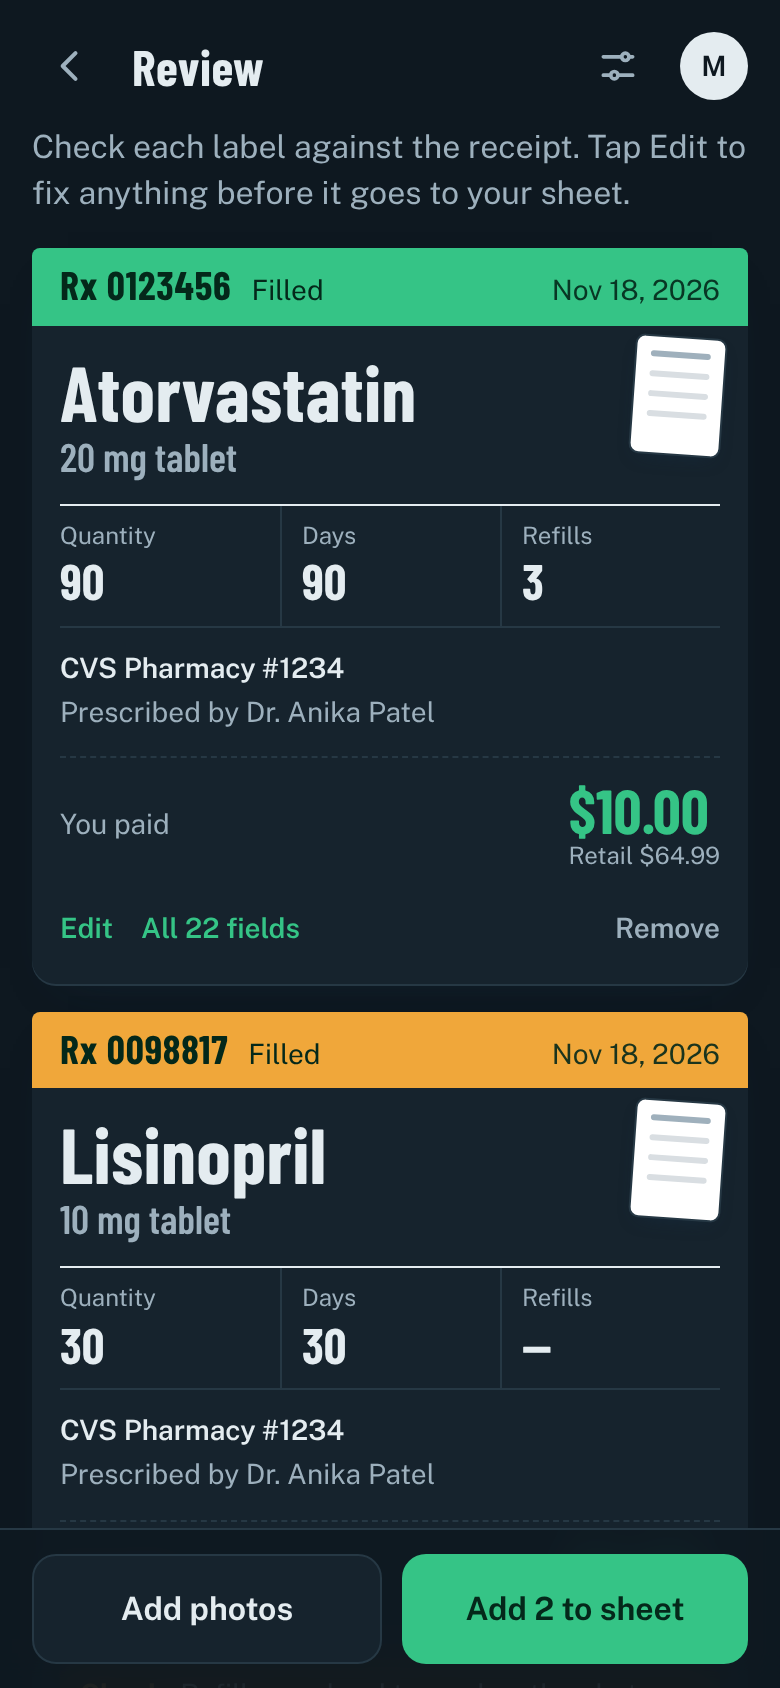 Review
M
Check each label against the receipt. Tap Edit to
fix anything before it goes to your sheet.
Rx 0123456 Filled Nov 18, 2026
Atorvastatin
20 mg tablet
Quantity Days Refills
90 90 3
CVS Pharmacy #1234
Prescribed by Dr. Anika Patel
You paid $10.00
Retail $64.99
Edit All 22 fields Remove
Rx 0098817 Filled Nov 18, 2026
Lisinopril
10 mg tablet
Quantity Days Refills
30 30 —
CVS Pharmacy #1234
Prescribed by Dr. Anika Patel
Add photos Add 2 to sheet